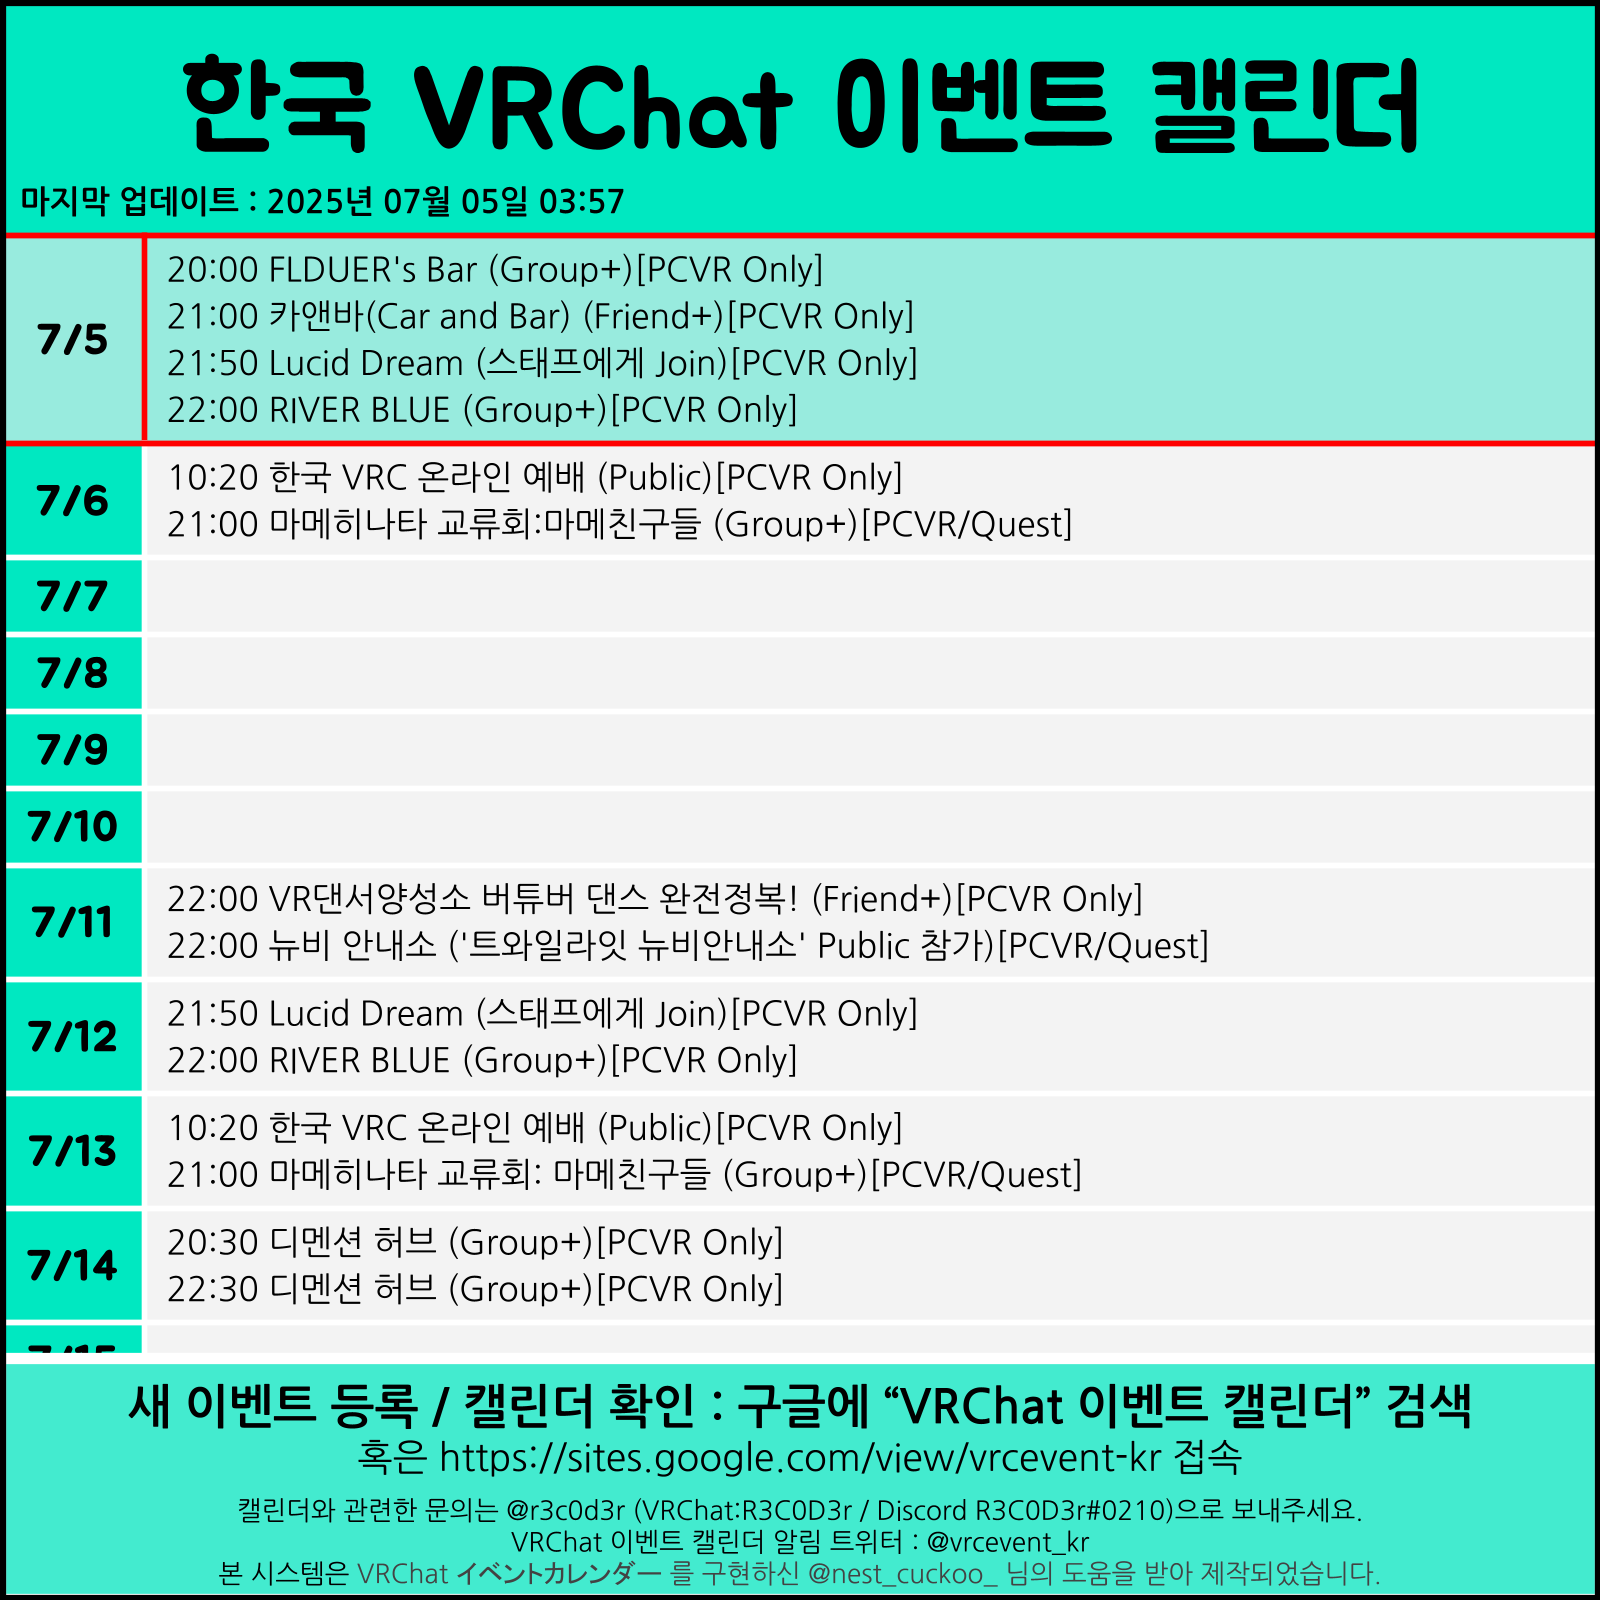 한국 VRChat 이벤트 캘린더
마지막 업데이트 : 2025년 07월 05일 03:57
7/5
20:00 FLDUER's Bar (Group+)[PCVR Only]
21:00 카앤바(Car and Bar) (Friend+)[PCVR Only]
21:50 Lucid Dream (스태프에게 Join)[PCVR Only]
22:00 RIVER BLUE (Group+)[PCVR Only]
7/6
10:20 한국 VRC 온라인 예배 (Public)[PCVR Only]
21:00 마메히나타 교류회:마메친구들 (Group+)[PCVR/Quest]
7/7
7/8
7/9
7/10
7/11
22:00 VR댄서양성소 버튜버 댄스 완전정복! (Friend+)[PCVR Only]
22:00 뉴비 안내소 ('트와일라잇 뉴비안내소' Public 참가)[PCVR/Quest]
7/12
21:50 Lucid Dream (스태프에게 Join)[PCVR Only]
22:00 RIVER BLUE (Group+)[PCVR Only]
7/13
10:20 한국 VRC 온라인 예배 (Public)[PCVR Only]
21:00 마메히나타 교류회: 마메친구들 (Group+)[PCVR/Quest]
7/14
20:30 디멘션 허브 (Group+)[PCVR Only]
22:30 디멘션 허브 (Group+)[PCVR Only]
7/15
새 이벤트 등록 / 캘린더 확인 : 구글에 “VRChat 이벤트 캘린더” 검색
혹은 https://sites.google.com/view/vrcevent-kr 접속
캘린더와 관련한 문의는 @r3c0d3r (VRChat:R3C0D3r / Discord R3C0D3r#0210)으로 보내주세요.
VRChat 이벤트 캘린더 알림 트위터 : @vrcevent_kr
본 시스템은 VRChat イベントカレンダー 를 구현하신 @nest_cuckoo_ 님의 도움을 받아 제작되었습니다.